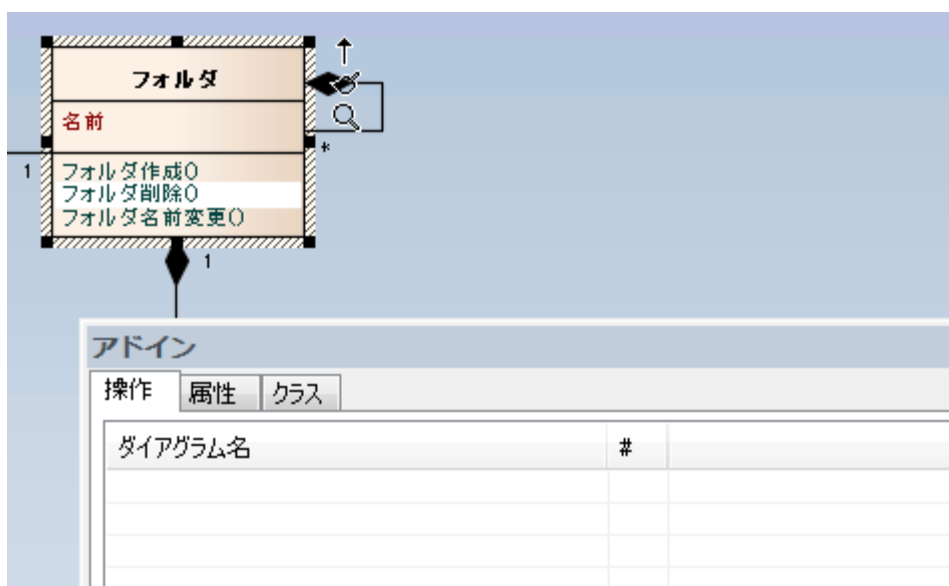 フォルダ
名前
*
1
フォルダ作成()
フォルダ削除()
フォルダ名前変更()
1
アドイン
操作 属性 クラス
ダイアグラム名 #